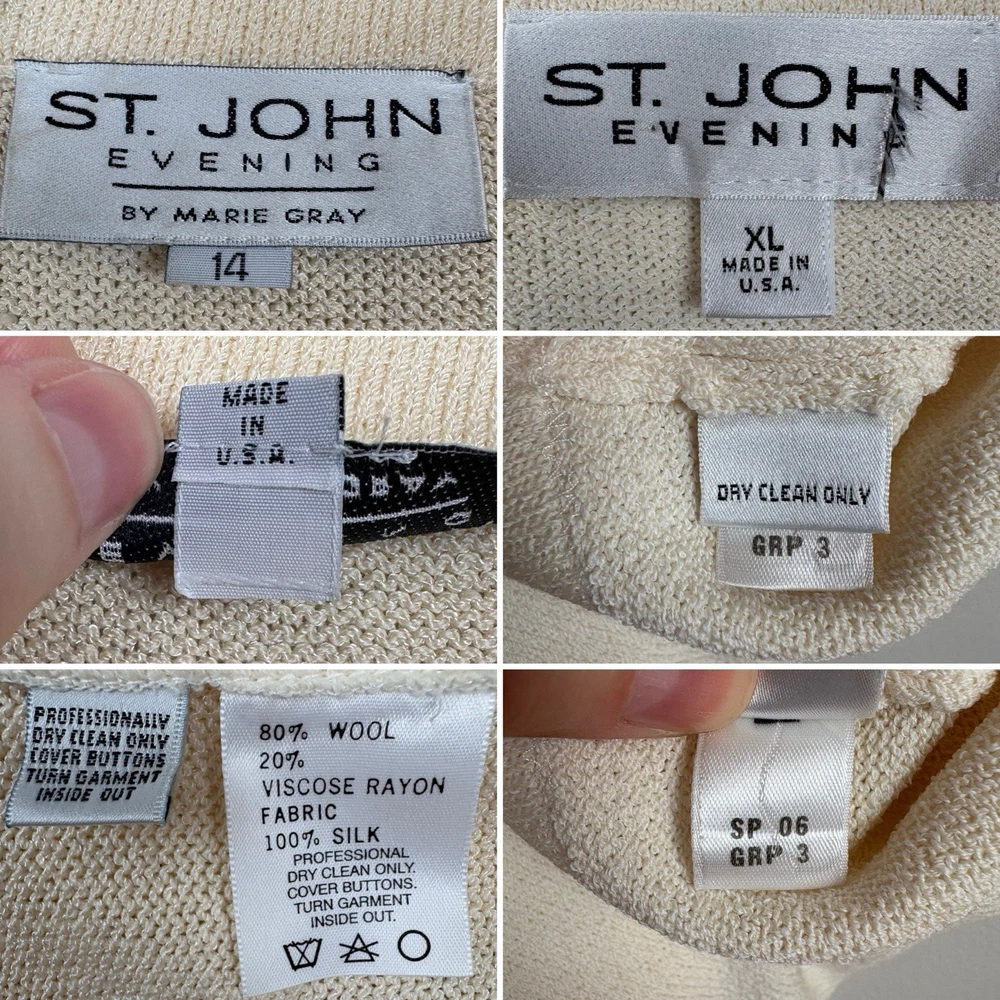 ST. JOHN
EVENING
BY MARIE GRAY
14
ST. JOHN
EVENIN
XL
MADE IN
U.S.A.
MADE
IN
U.S.A.
DRY CLEAN ONLY
GRP 3
PROFESSIONALLY
DRY CLEAN ONLY
COVER BUTTONS
TURN GARMENT
INSIDE OUT
80% WOOL
20%
VISCOSE RAYON
FABRIC
100% SILK
PROFESSIONAL
DRY CLEAN ONLY.
COVER BUTTONS.
TURN GARMENT
INSIDE OUT.
SP 06
GRP 3